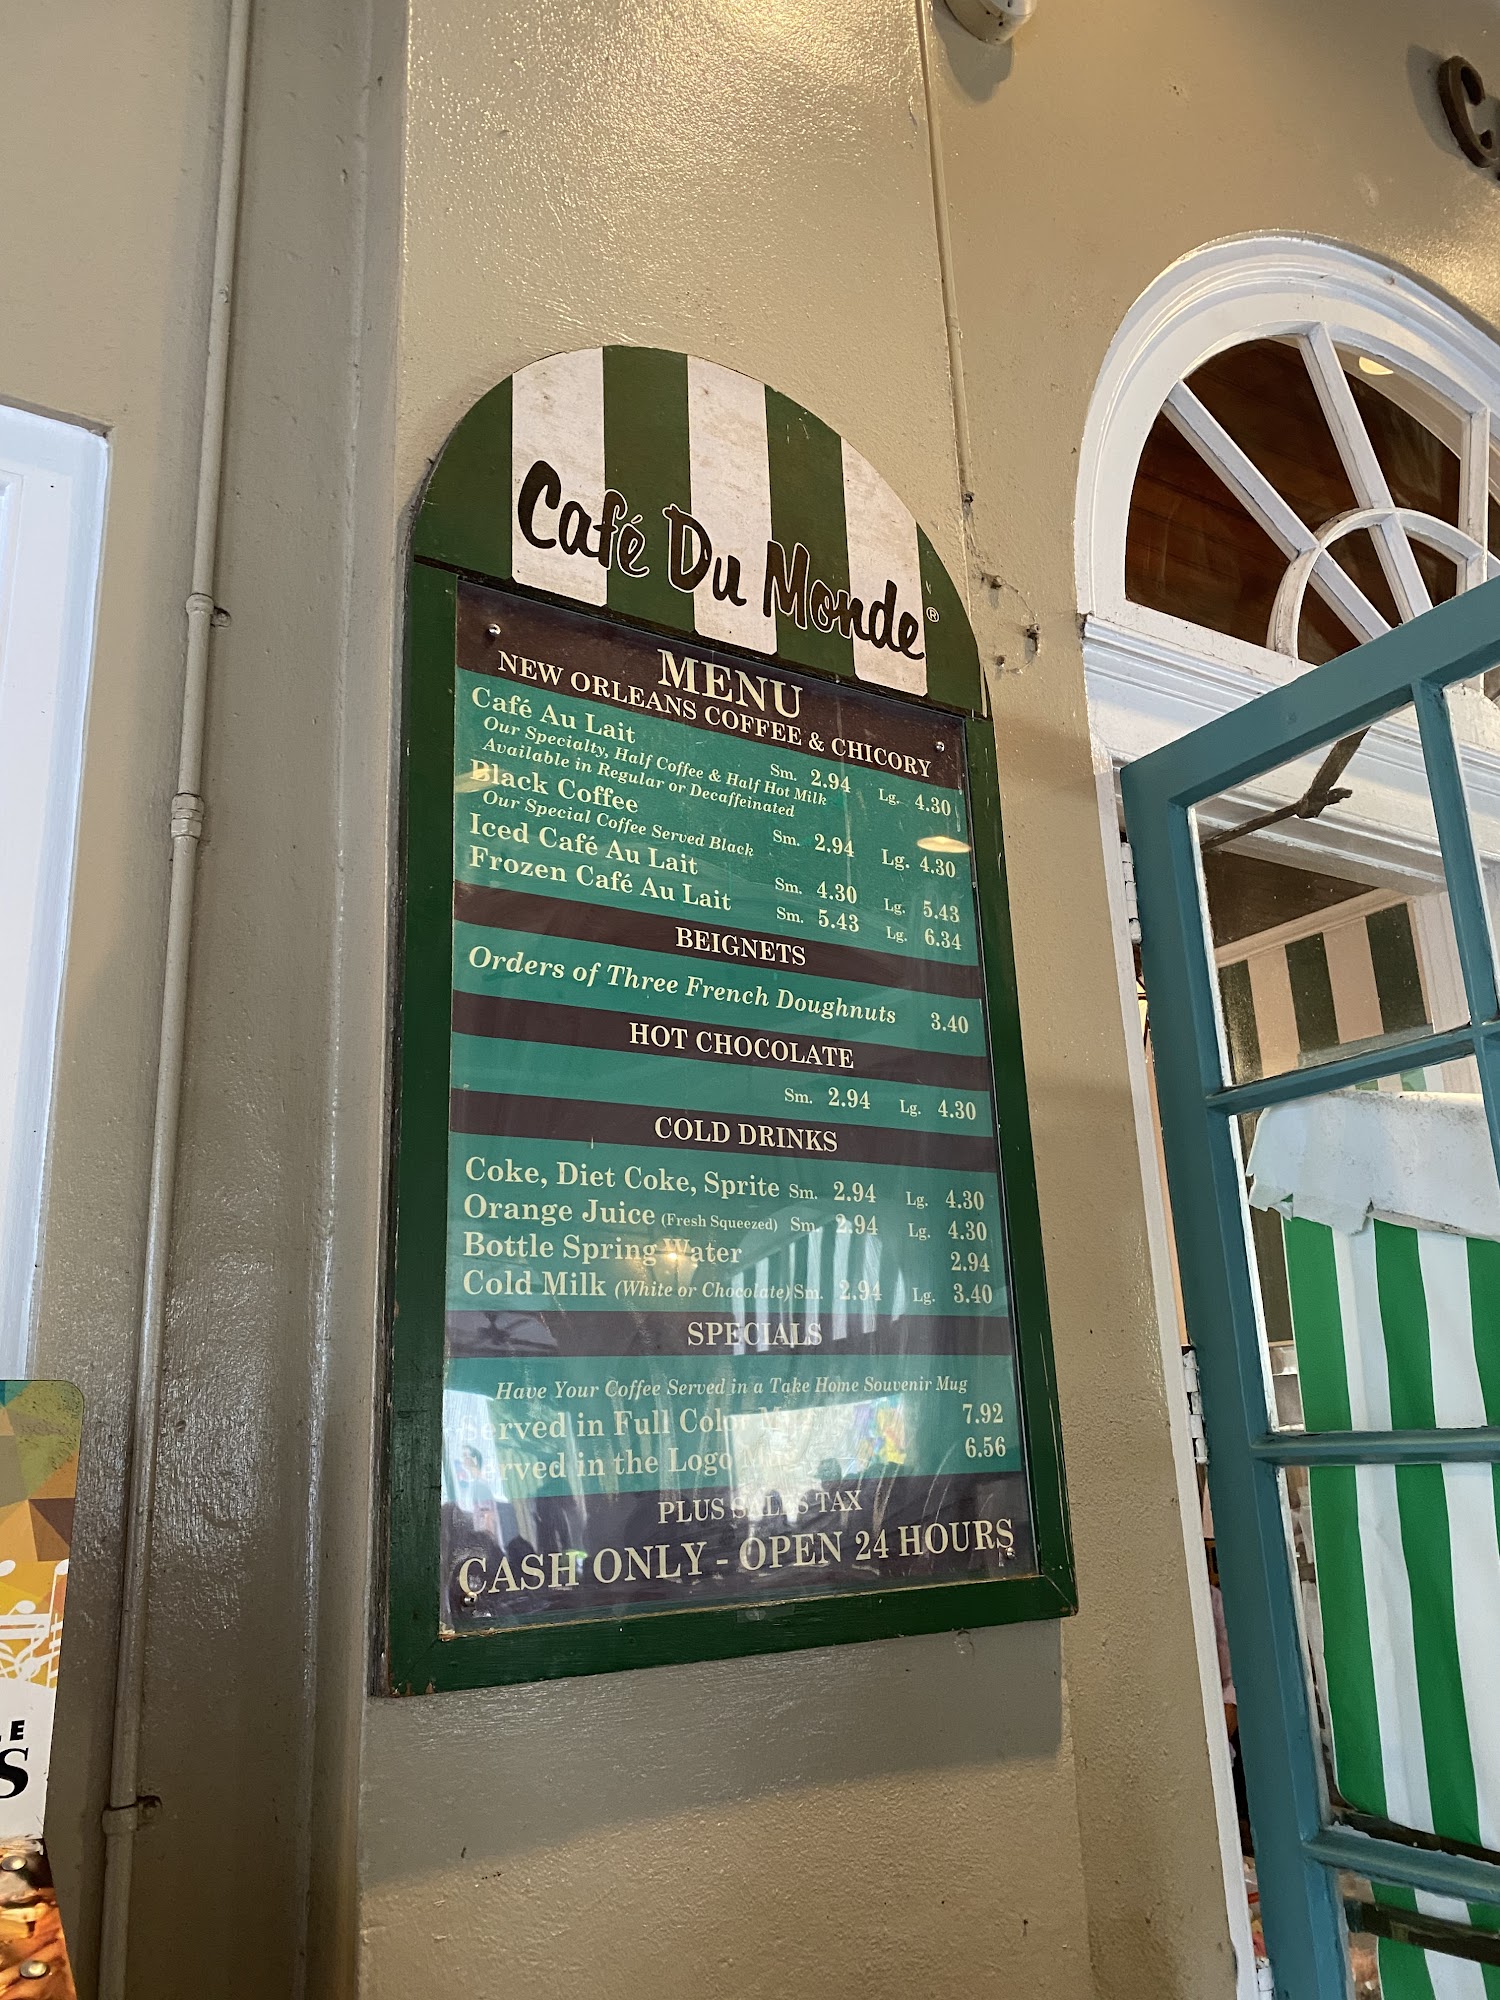 Café Du Monde®
MENU
NEW ORLEANS COFFEE & CHICORY
Café Au Lait Sm. 2.94 Lg. 4.30
Our Specialty, Half Coffee & Half Hot Milk
Available in Regular or Decaffeinated
Black Coffee Sm. 2.94 Lg. 4.30
Our Special Coffee Served Black
Iced Café Au Lait Sm. 4.30 Lg. 5.43
Frozen Café Au Lait Sm. 5.43 Lg. 6.34
BEIGNETS
Orders of Three French Doughnuts 3.40
HOT CHOCOLATE
Sm. 2.94 Lg. 4.30
COLD DRINKS
Coke, Diet Coke, Sprite Sm. 2.94 Lg. 4.30
Orange Juice (Fresh Squeezed) Sm. 2.94 Lg. 4.30
Bottle Spring Water 2.94
Cold Milk (White or Chocolate) Sm. 2.94 Lg. 3.40
SPECIALS
Have Your Coffee Served in a Take Home Souvenir Mug
Served in Full Color Mug 7.92
Served in the Logo Mug 6.56
PLUS SALES TAX
CASH ONLY - OPEN 24 HOURS